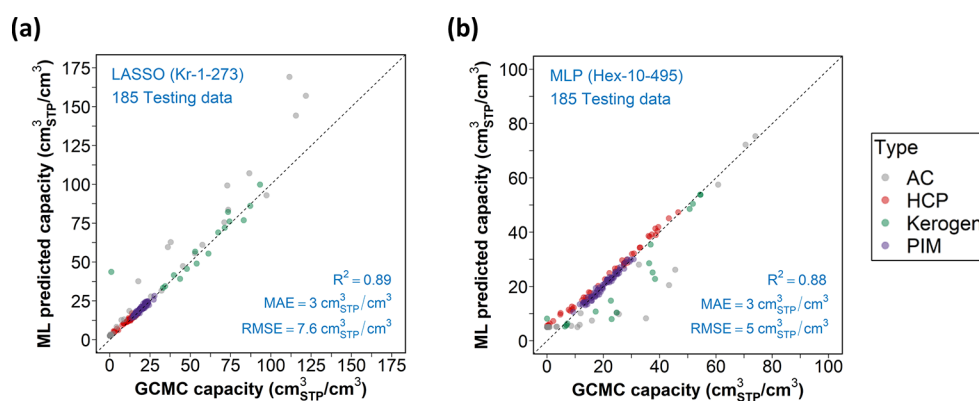 (a)
LASSO (Kr-1-273)
185 Testing data
R² = 0.89
MAE = 3 cm³STP/cm³
RMSE = 7.6 cm³STP/cm³
ML predicted capacity (cm³STP/cm³)
175
150
125
100
75
50
25
0
0 25 50 75 100 125 150 175
GCMC capacity (cm³STP/cm³)
(b)
MLP (Hex-10-495)
185 Testing data
R² = 0.88
MAE = 3 cm³STP/cm³
RMSE = 5 cm³STP/cm³
ML predicted capacity (cm³STP/cm³)
100
80
60
40
20
0
0 20 40 60 80 100
GCMC capacity (cm³STP/cm³)
Type
AC
HCP
Kerogen
PIM